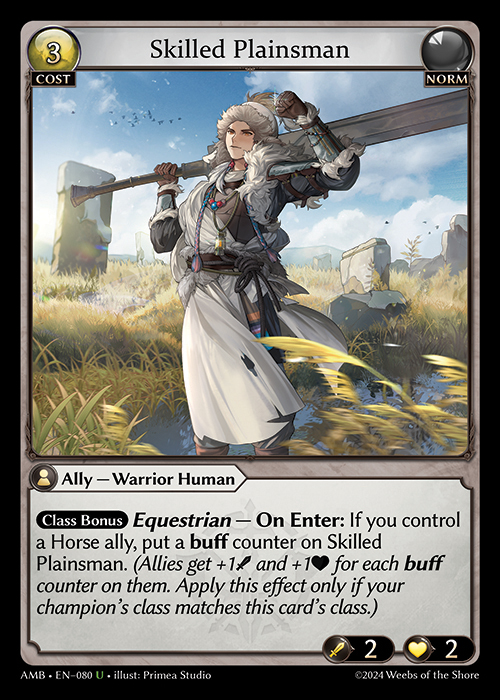 3
Skilled Plainsman
COST
NORM
Ally — Warrior Human
Class Bonus Equestrian — On Enter: If you control
a Horse ally, put a buff counter on Skilled
Plainsman. (Allies get +1 and +1 for each buff
counter on them. Apply this effect only if your
champion's class matches this card's class.)
2
2
AMB • EN-080 U • illust: Primea Studio
©2024 Weebs of the Shore